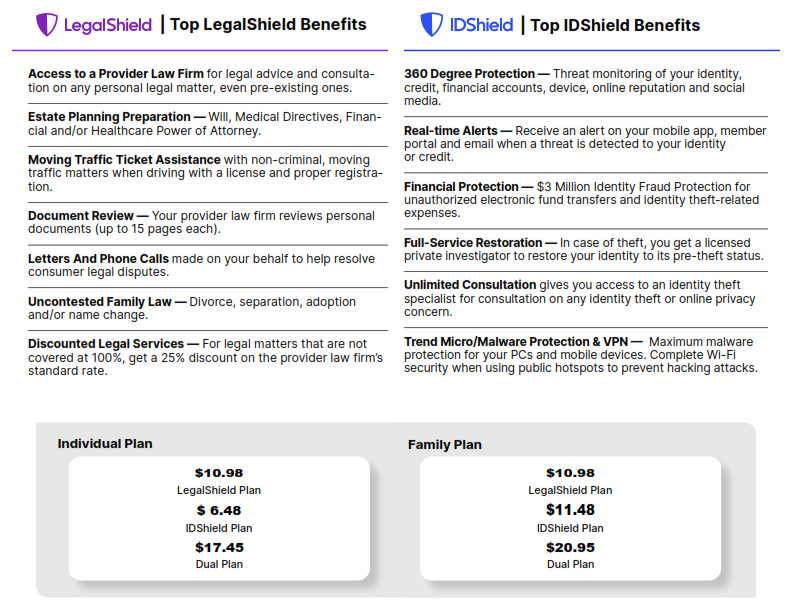 LegalShield | Top LegalShield Benefits
Access to a Provider Law Firm for legal advice and consulta-
tion on any personal legal matter, even pre-existing ones.
Estate Planning Preparation — Will, Medical Directives, Finan-
cial and/or Healthcare Power of Attorney.
Moving Traffic Ticket Assistance with non-criminal, moving
traffic matters when driving with a license and proper registra-
tion.
Document Review — Your provider law firm reviews personal
documents (up to 15 pages each).
Letters And Phone Calls made on your behalf to help resolve
consumer legal disputes.
Uncontested Family Law — Divorce, separation, adoption
and/or name change.
Discounted Legal Services — For legal matters that are not
covered at 100%, get a 25% discount on the provider law firm's
standard rate.
IDShield | Top IDShield Benefits
360 Degree Protection — Threat monitoring of your identity,
credit, financial accounts, device, online reputation and social
media.
Real-time Alerts — Receive an alert on your mobile app, member
portal and email when a threat is detected to your identity
or credit.
Financial Protection — $3 Million Identity Fraud Protection for
unauthorized electronic fund transfers and identity theft-related
expenses.
Full-Service Restoration — In case of theft, you get a licensed
private investigator to restore your identity to its pre-theft status.
Unlimited Consultation gives you access to an identity theft
specialist for consultation on any identity theft or online privacy
concern.
Trend Micro/Malware Protection & VPN — Maximum malware
protection for your PCs and mobile devices. Complete Wi-Fi
security when using public hotspots to prevent hacking attacks.
Individual Plan
$10.98
LegalShield Plan
$ 6.48
IDShield Plan
$17.45
Dual Plan
Family Plan
$10.98
LegalShield Plan
$11.48
IDShield Plan
$20.95
Dual Plan